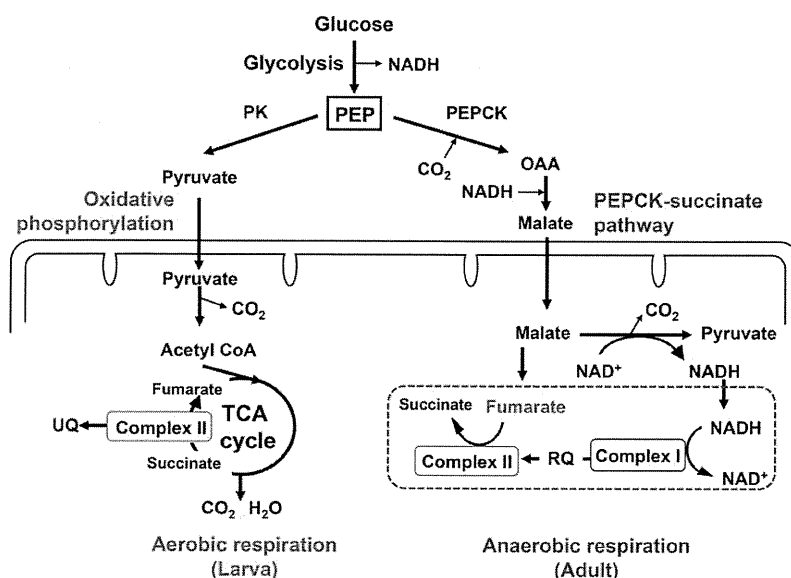 Glucose
Glycolysis
NADH
PK
PEP
PEPCK
CO2
OAA
NADH
Pyruvate
Oxidative
phosphorylation
Malate
PEPCK-succinate
pathway
Pyruvate
CO2
Acetyl CoA
Fumarate
UQ
Complex II
TCA
cycle
Succinate
CO2 H2O
Aerobic respiration
(Larva)
Malate
CO2
Pyruvate
NAD+
NADH
Succinate
Fumarate
NADH
Complex II
RQ
Complex I
NAD+
Anaerobic respiration
(Adult)